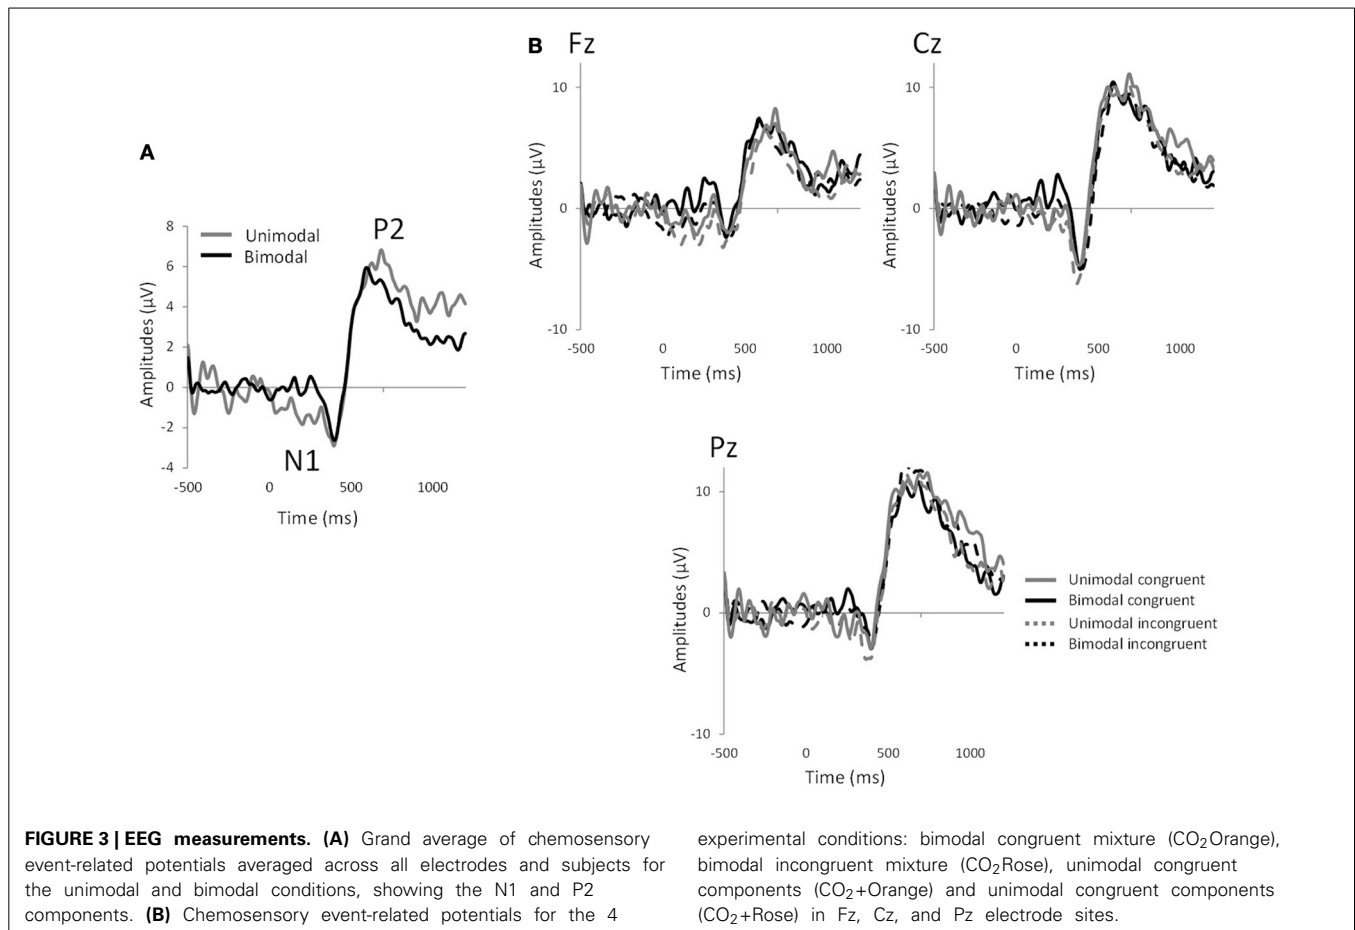 A
8
6
4
2
0
-2
-4
Amplitudes (µV)
Unimodal
Bimodal
P2
N1
-500
0
500
1000
Time (ms)
B
Fz
10
0
-10
Amplitudes (µV)
-500
0
500
1000
Time (ms)
Cz
10
0
-10
Amplitudes (µV)
-500
0
500
1000
Time (ms)
Pz
10
0
-10
Amplitudes (µV)
-500
0
500
1000
Time (ms)
Unimodal congruent
Bimodal congruent
Unimodal incongruent
Bimodal incongruent
FIGURE 3 | EEG measurements. (A) Grand average of chemosensory
event-related potentials averaged across all electrodes and subjects for
the unimodal and bimodal conditions, showing the N1 and P2
components. (B) Chemosensory event-related potentials for the 4
experimental conditions: bimodal congruent mixture (CO₂Orange),
bimodal incongruent mixture (CO₂Rose), unimodal congruent
components (CO₂+Orange) and unimodal congruent components
(CO₂+Rose) in Fz, Cz, and Pz electrode sites.